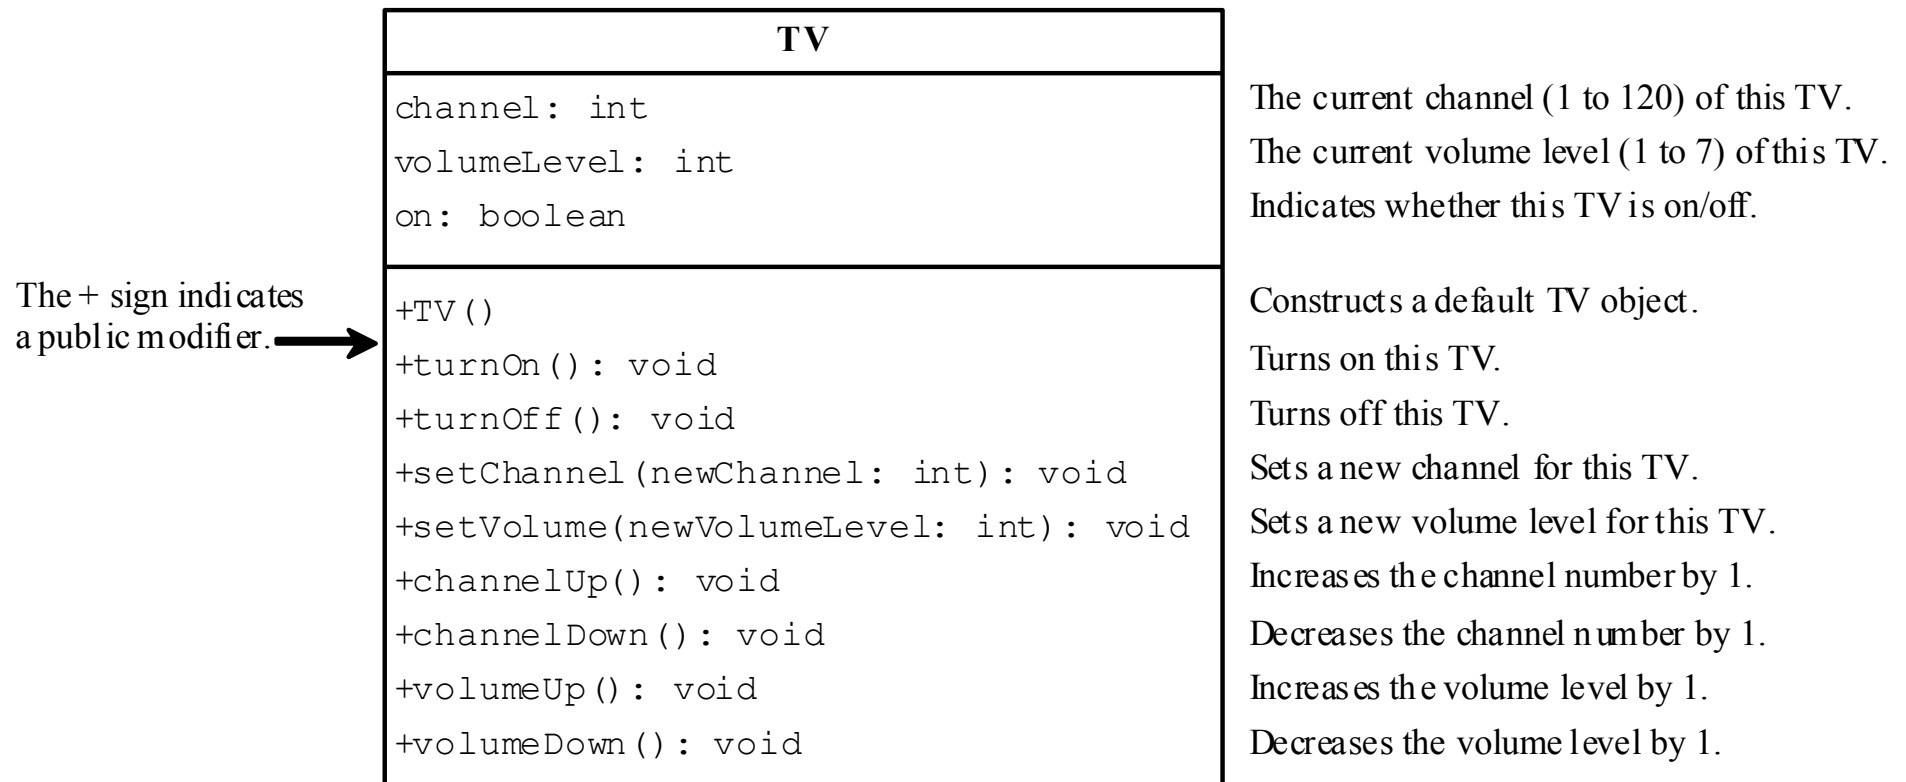 TV
channel: int
The current channel (1 to 120) of this TV.
volumeLevel: int
The current volume level (1 to 7) of this TV.
on: boolean
Indicates whether this TV is on/off.
The + sign indicates
a public modifier.
+TV()
Constructs a default TV object.
+turnOn(): void
Turns on this TV.
+turnOff(): void
Turns off this TV.
+setChannel(newChannel: int): void
Sets a new channel for this TV.
+setVolume(newVolumeLevel: int): void
Sets a new volume level for this TV.
+channelUp(): void
Increases the channel number by 1.
+channelDown(): void
Decreases the channel number by 1.
+volumeUp(): void
Increases the volume level by 1.
+volumeDown(): void
Decreases the volume level by 1.